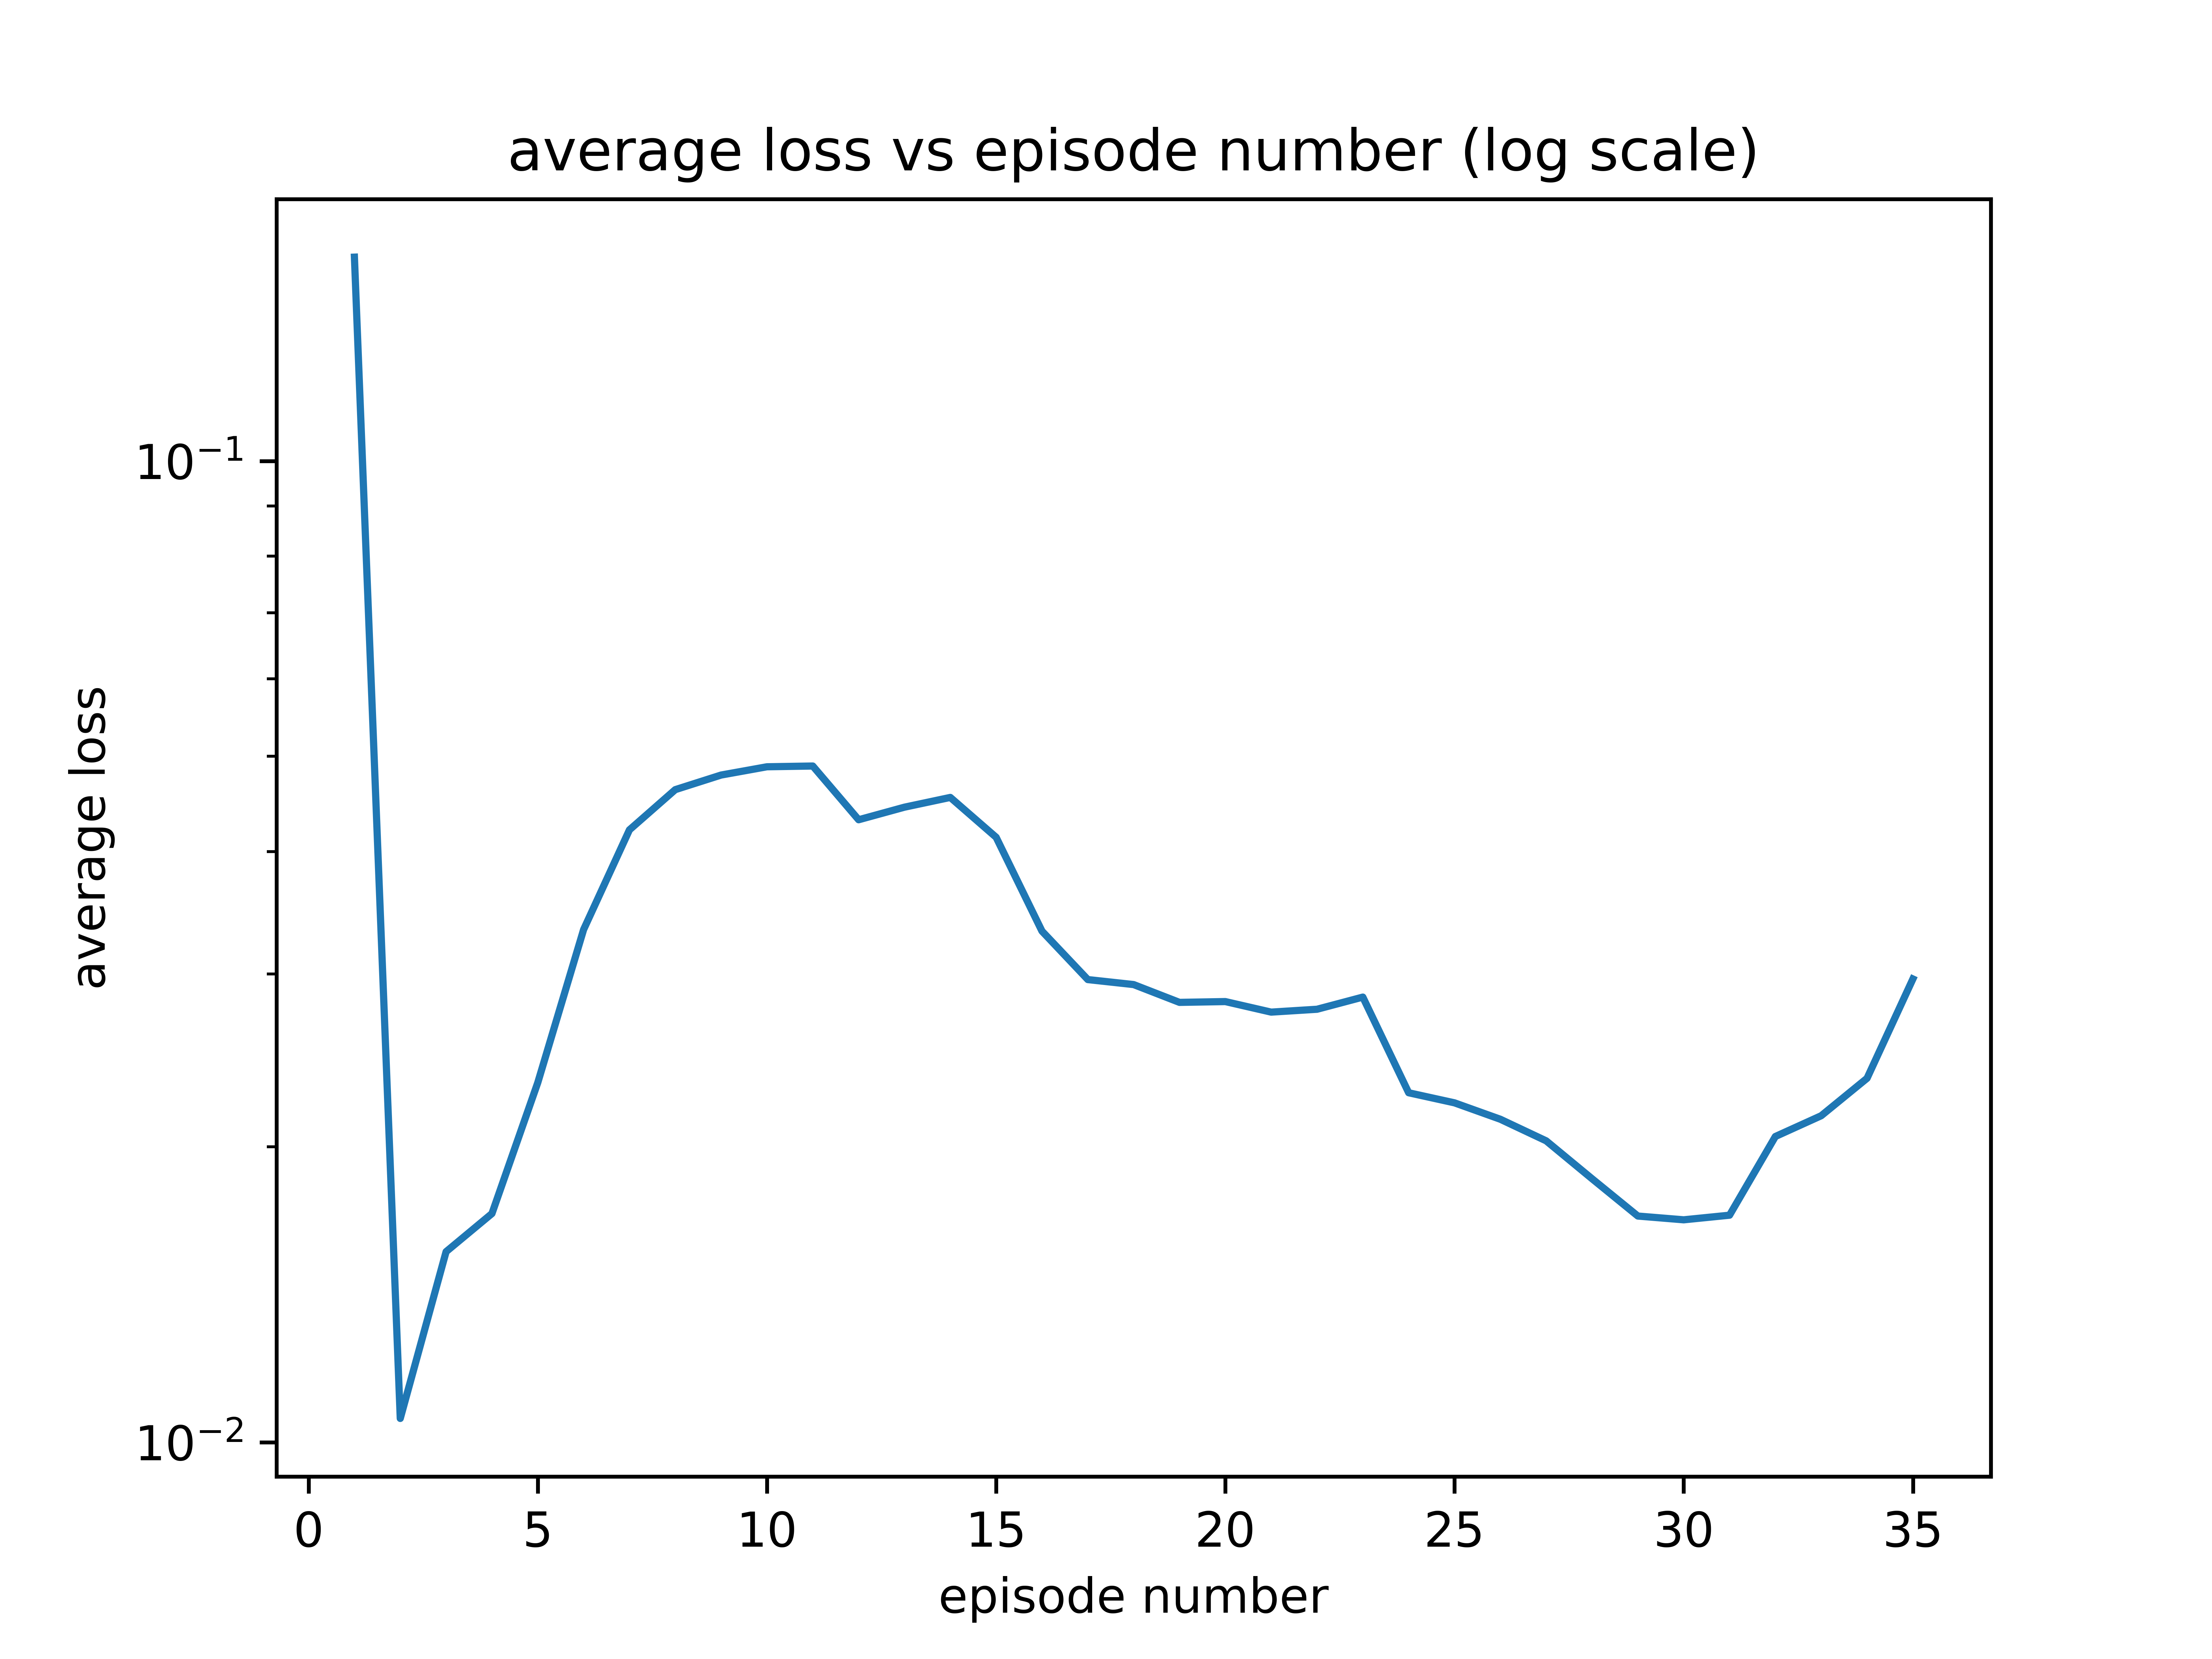 average loss vs episode number (log scale)
average loss
10⁻¹
10⁻²
0 5 10 15 20 25 30 35
episode number